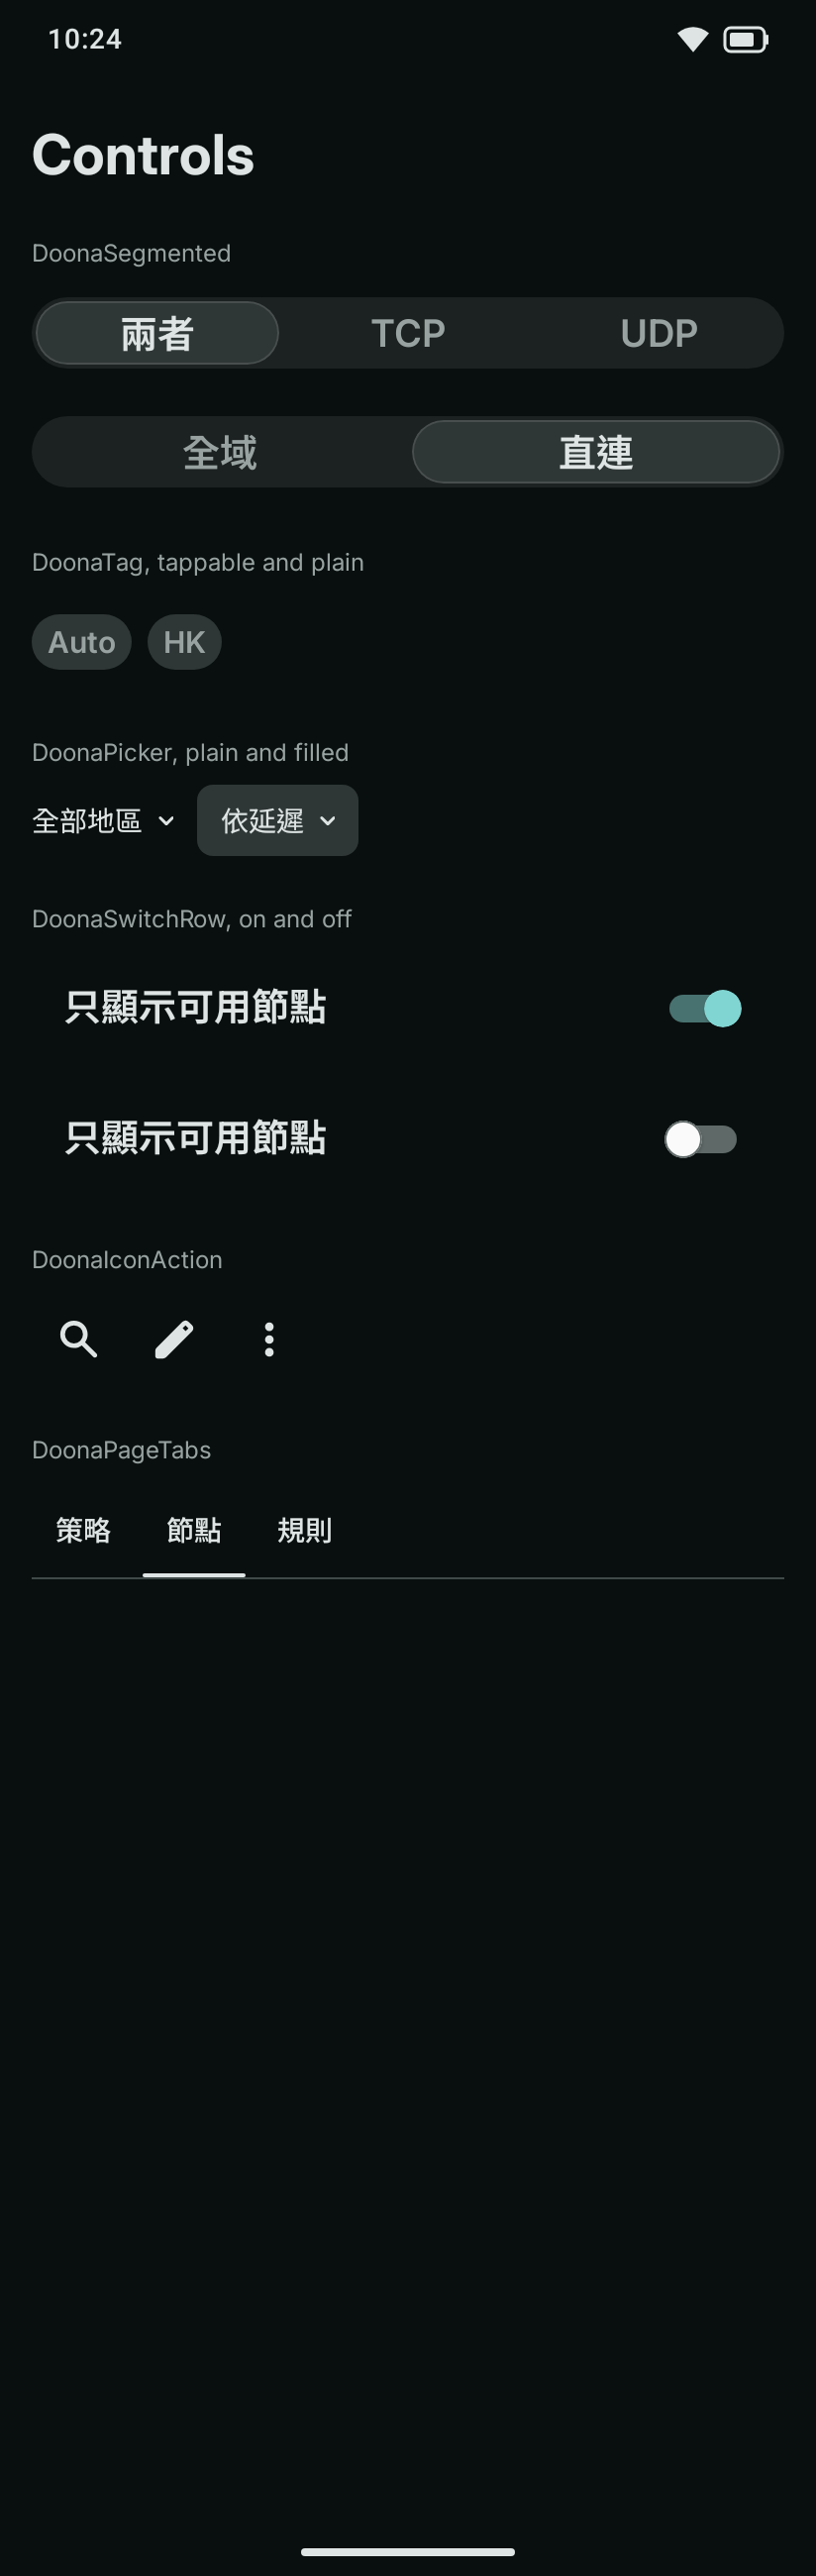 10:24
Controls
DoonaSegmented
兩者 TCP UDP
全域 直連
DoonaTag, tappable and plain
Auto HK
DoonaPicker, plain and filled
全部地區 依延遲
DoonaSwitchRow, on and off
只顯示可用節點
只顯示可用節點
DoonaIconAction
DoonaPageTabs
策略 節點 規則